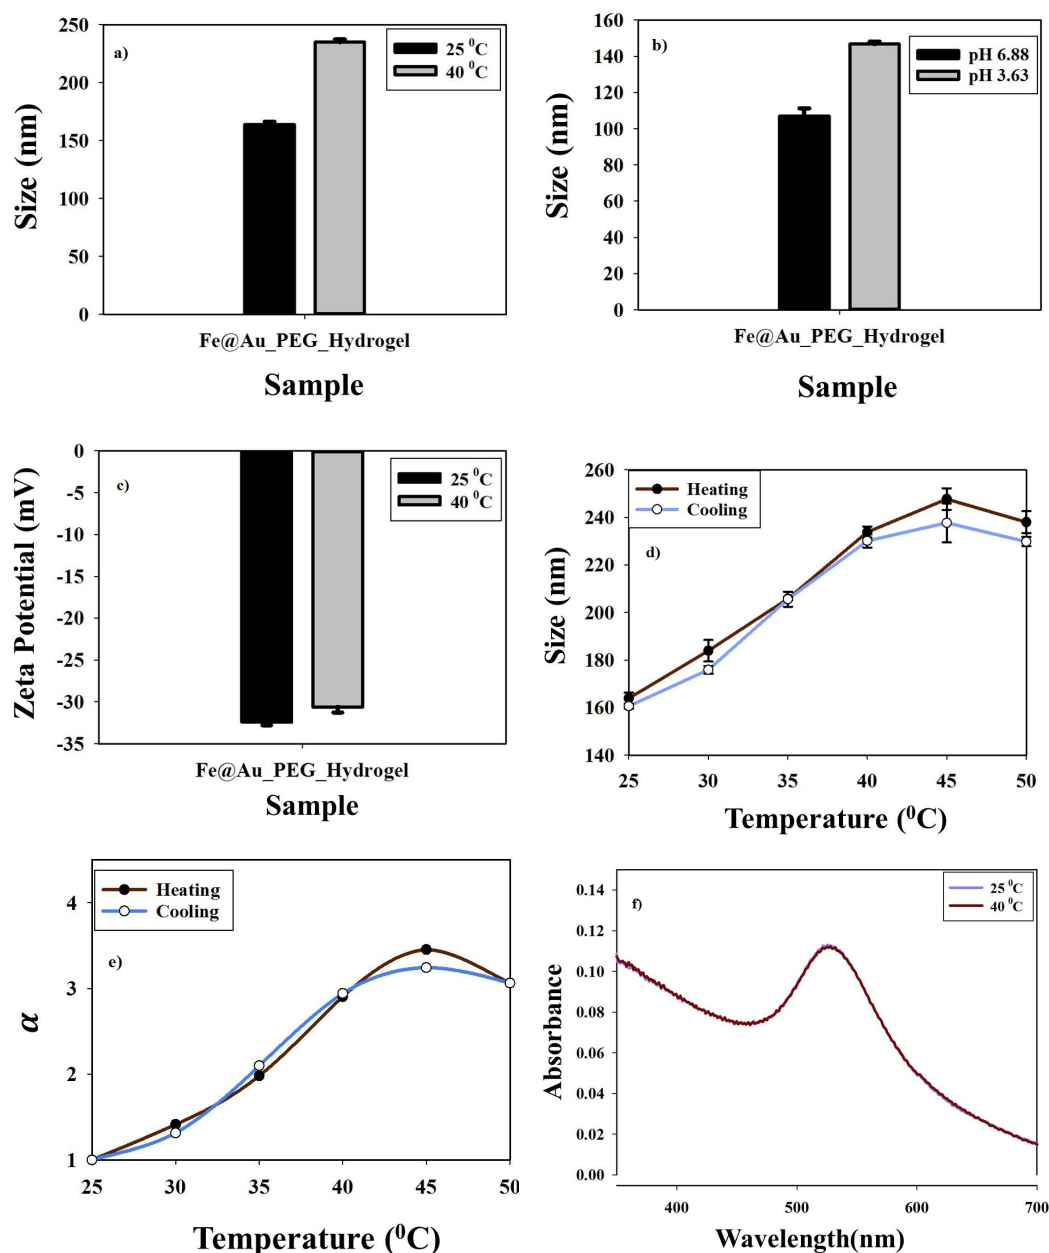 a)
25 ⁰C
40 ⁰C
250
200
150
100
50
0
Size (nm)
Fe@Au_PEG_Hydrogel
Sample
b)
pH 6.88
pH 3.63
160
140
120
100
80
60
40
20
0
Size (nm)
Fe@Au_PEG_Hydrogel
Sample
c)
25 ⁰C
40 ⁰C
0
-5
-10
-15
-20
-25
-30
-35
Zeta Potential (mV)
Fe@Au_PEG_Hydrogel
Sample
d)
Heating
Cooling
260
240
220
200
180
160
140
Size (nm)
25 30 35 40 45 50
Temperature (⁰C)
e)
Heating
Cooling
4
3
2
1
α
25 30 35 40 45 50
Temperature (⁰C)
f)
25 ⁰C
40 ⁰C
0.14
0.12
0.10
0.08
0.06
0.04
0.02
0.00
Absorbance
400 500 600 700
Wavelength(nm)